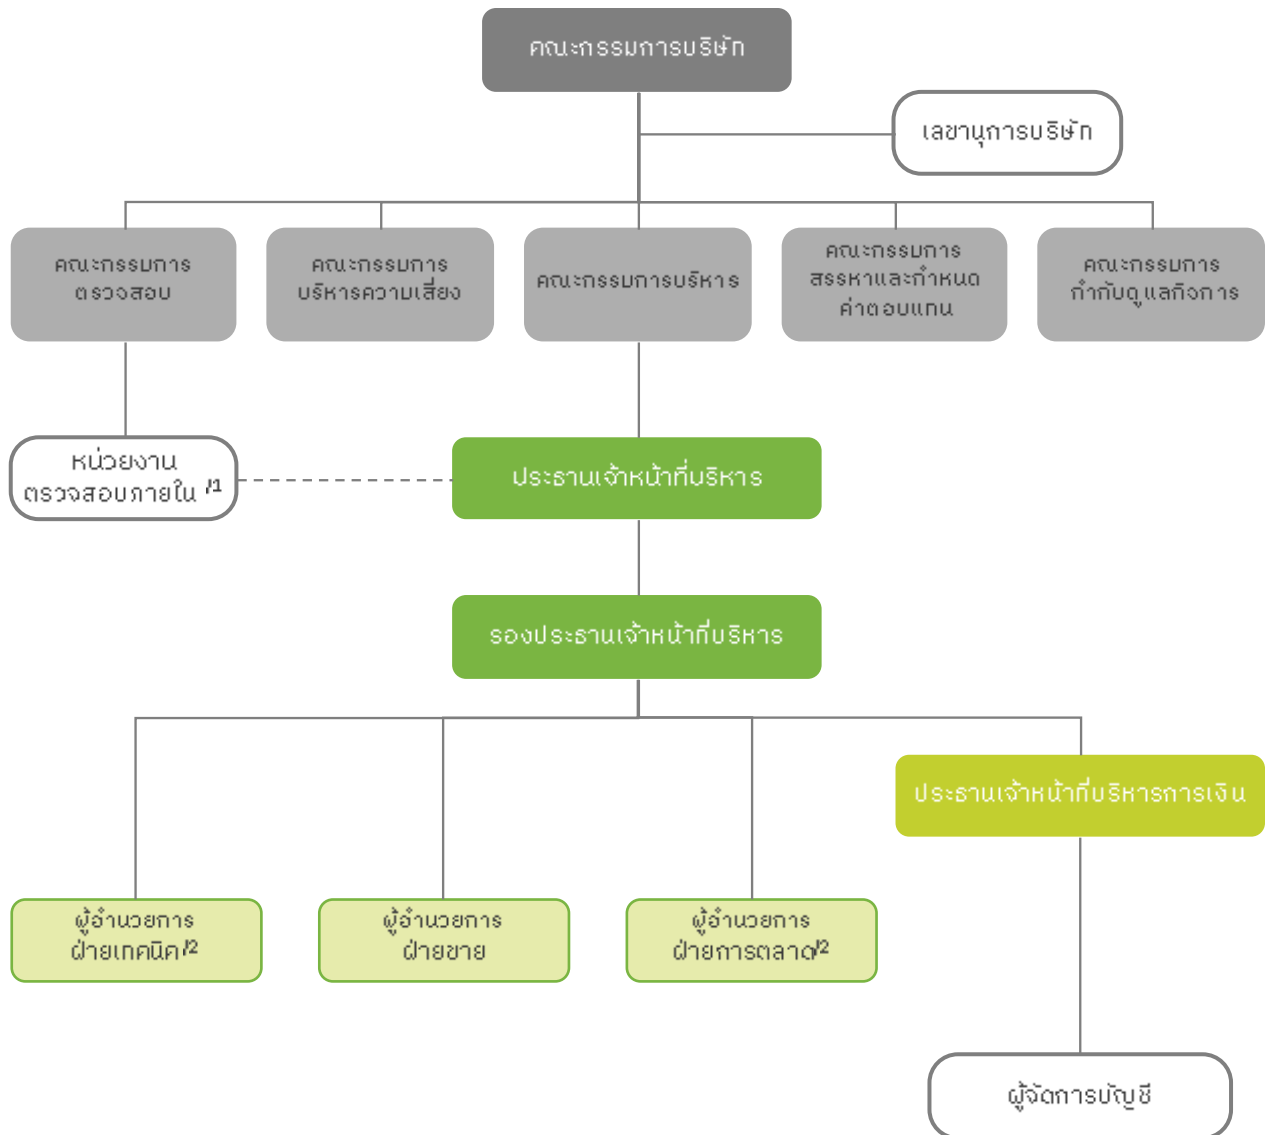 คณะกรรมการบริษัท
เลขานุการบริษัท
คณะกรรมการ
ตรวจสอบ
คณะกรรมการ
บริหารความเสี่ยง
คณะกรรมการบริหาร
คณะกรรมการ
สรรหาและกำหนด
ค่าตอบแทน
คณะกรรมการ
กำกับดูแลกิจการ
หน่วยงาน
ตรวจสอบภายใน /1
ประธานเจ้าหน้าที่บริหาร
รองประธานเจ้าหน้าที่บริหาร
ประธานเจ้าหน้าที่บริหารการเงิน
ผู้อำนวยการ
ฝ่ายเทคนิค/2
ผู้อำนวยการ
ฝ่ายขาย
ผู้อำนวยการ
ฝ่ายการตลาด/2
ผู้จัดการบัญชี